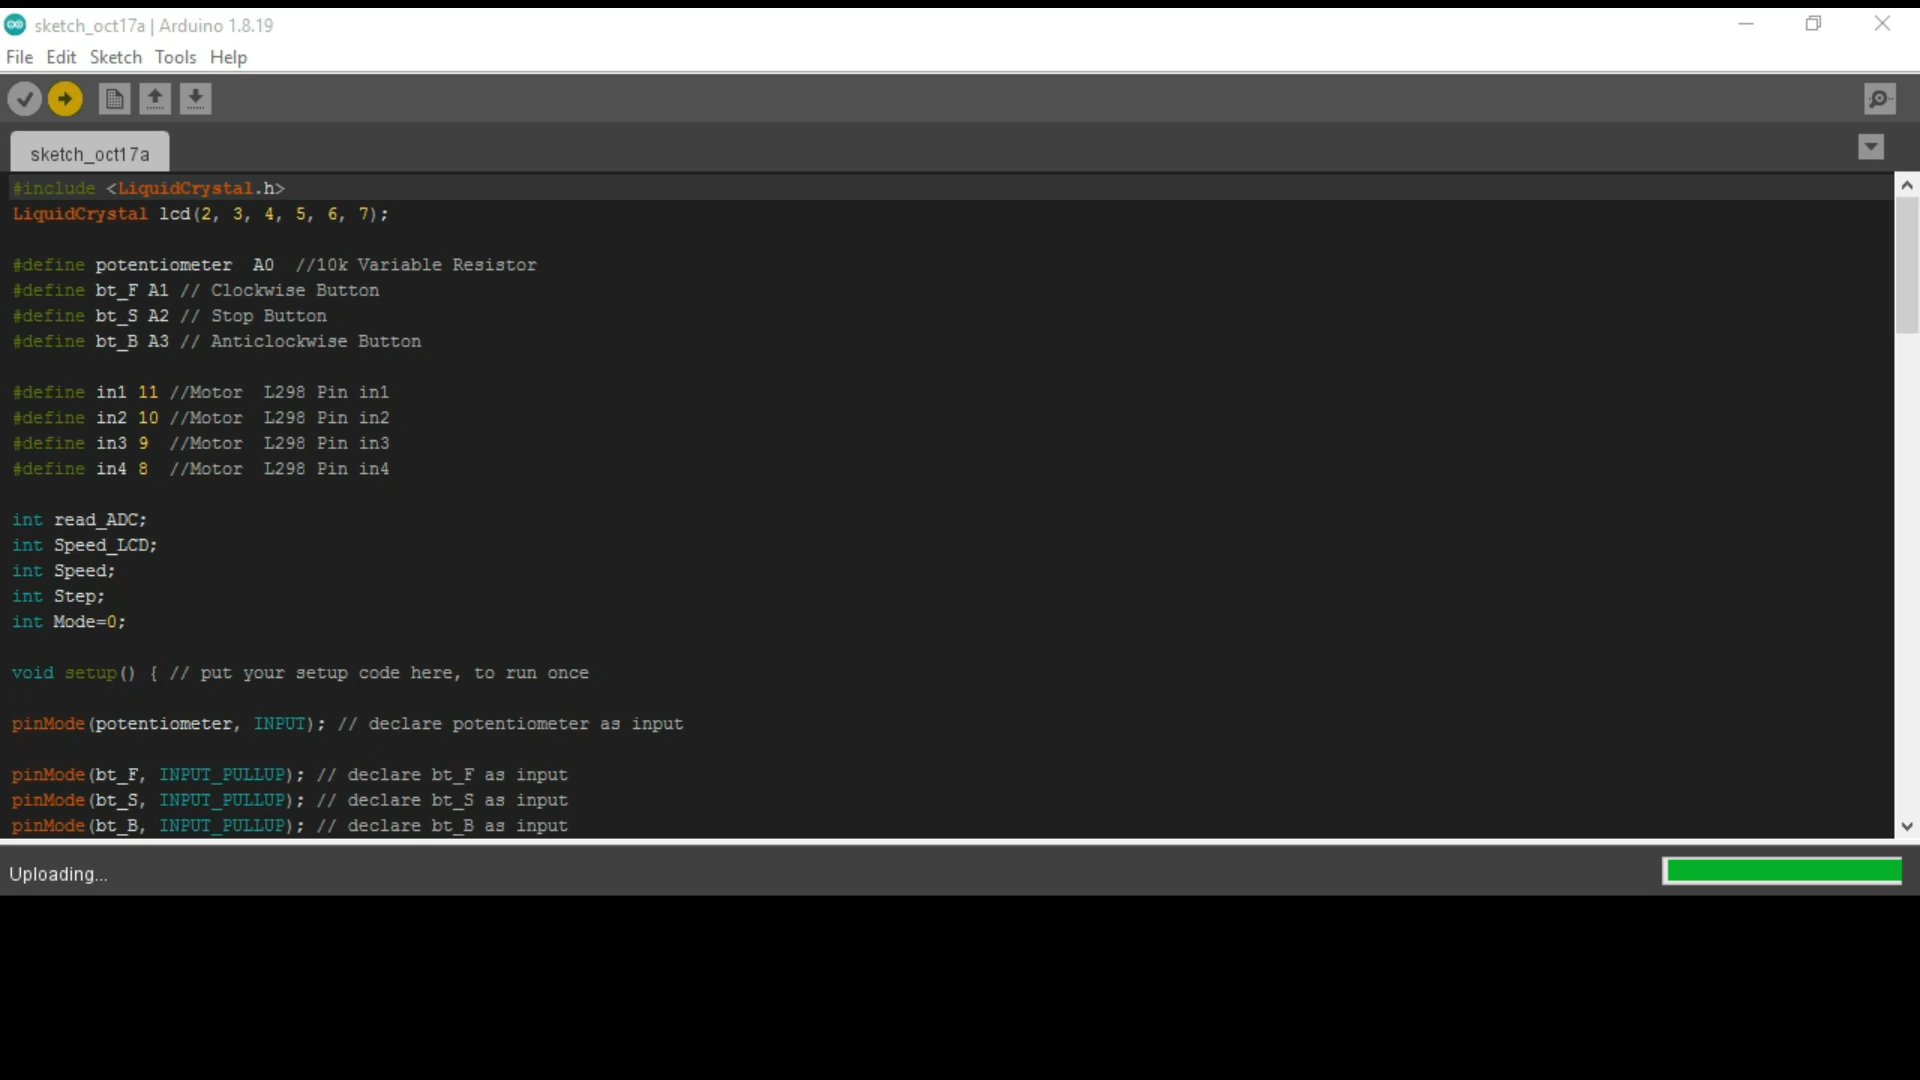 sketch_oct17a | Arduino 1.8.19
File Edit Sketch Tools Help
sketch_oct17a
#include <LiquidCrystal.h>
LiquidCrystal lcd(2, 3, 4, 5, 6, 7);
#define potentiometer  A0  //10k Variable Resistor
#define bt_F A1 // Clockwise Button
#define bt_S A2 // Stop Button
#define bt_B A3 // Anticlockwise Button
#define in1 11 //Motor  L298 Pin in1
#define in2 10 //Motor  L298 Pin in2
#define in3 9  //Motor  L298 Pin in3
#define in4 8  //Motor  L298 Pin in4
int read_ADC;
int Speed_LCD;
int Speed;
int Step;
int Mode=0;
void setup() { // put your setup code here, to run once
pinMode(potentiometer, INPUT); // declare potentiometer as input
pinMode(bt_F, INPUT_PULLUP); // declare bt_F as input
pinMode(bt_S, INPUT_PULLUP); // declare bt_S as input
pinMode(bt_B, INPUT_PULLUP); // declare bt_B as input
Uploading...